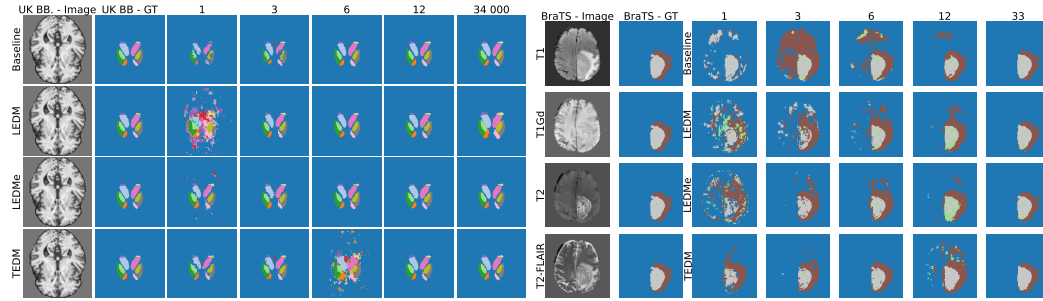 UK BB. - Image UK BB - GT 1 3 6 12 34 000
Baseline
LEDM
LEDMe
TEDM
BraTS - Image BraTS - GT 1 3 6 12 33
T1 Baseline
T1Gd LEDM
T2 LEDMe
T2-FLAIR TEDM